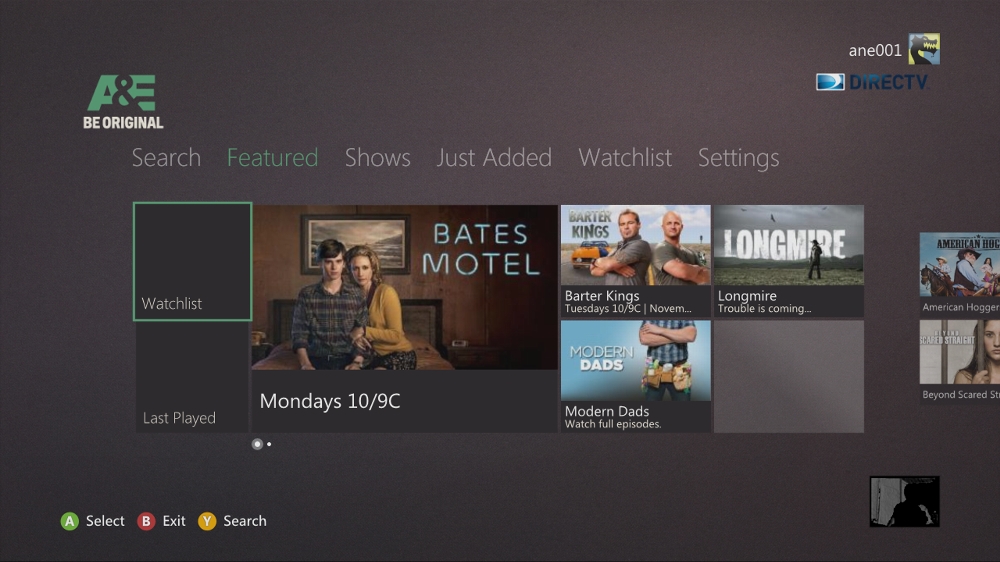 ane001
DIRECTV
A&E
BE ORIGINAL
Search Featured Shows Just Added Watchlist Settings
Watchlist
Last Played
BATES
MOTEL
Mondays 10/9C
BARTER
KINGS
Barter Kings
Tuesdays 10/9C | Novem...
LONGMIRE
Longmire
Trouble is coming...
MODERN
DADS
Modern Dads
Watch full episodes.
AMERICAN HOG
American Hogger
BEYOND
SCARED STRAIGHT
Beyond Scared Str
A Select B Exit Y Search